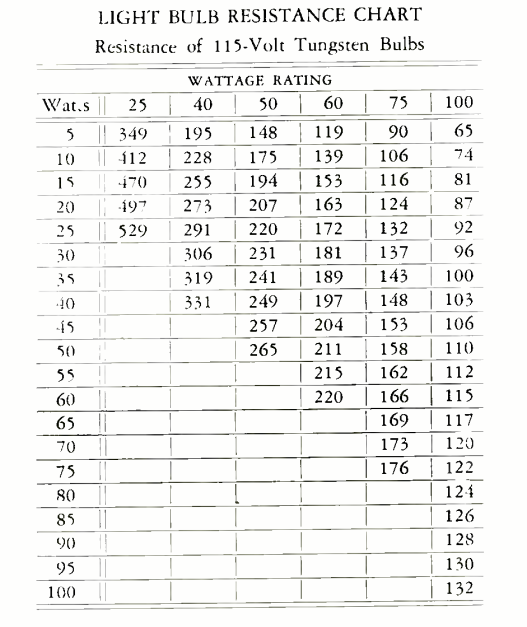 LIGHT BULB RESISTANCE CHART
Resistance of 115-Volt Tungsten Bulbs
WATTAGE RATING
Watts 25 40 50 60 75 100
5 349 195 148 119 90 65
10 412 228 175 139 106 74
15 470 255 194 153 116 81
20 497 273 207 163 124 87
25 529 291 220 172 132 92
30 306 231 181 137 96
35 319 241 189 143 100
40 331 249 197 148 103
45 257 204 153 106
50 265 211 158 110
55 215 162 112
60 220 166 115
65 169 117
70 173 120
75 176 122
80 124
85 126
90 128
95 130
100 132